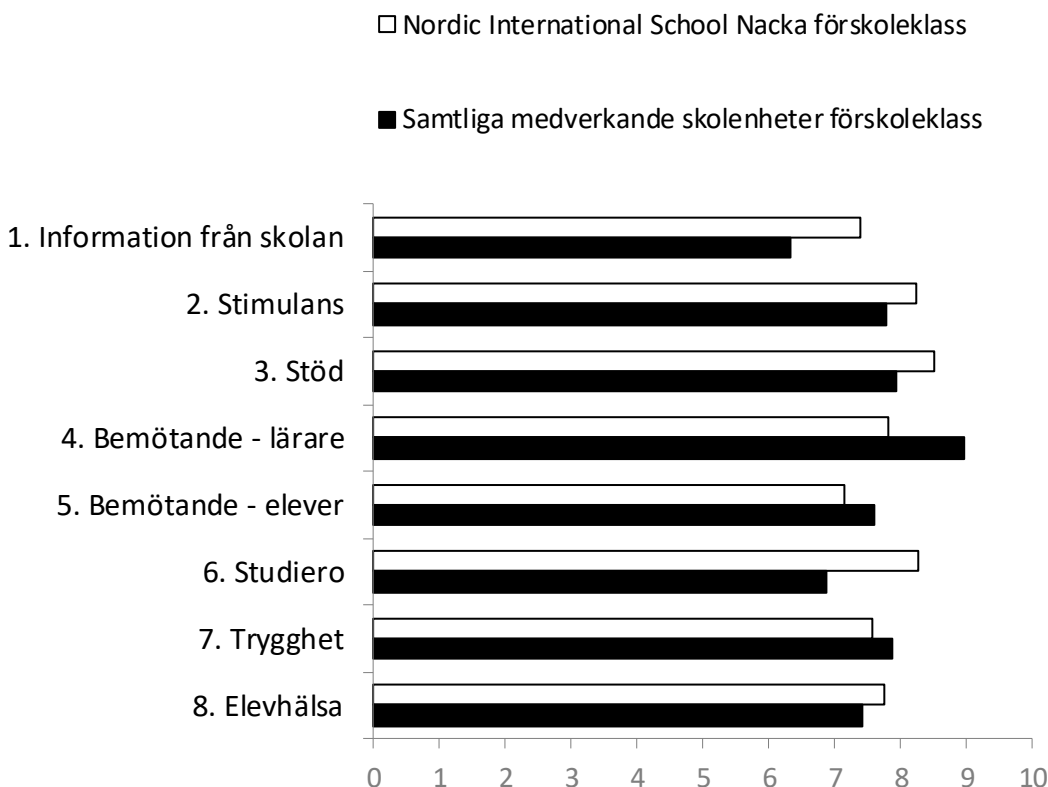 Nordic International School Nacka förskoleklass
Samtliga medverkande skolenheter förskoleklass
1. Information från skolan
2. Stimulans
3. Stöd
4. Bemötande - lärare
5. Bemötande - elever
6. Studiero
7. Trygghet
8. Elevhälsa
0 1 2 3 4 5 6 7 8 9 10